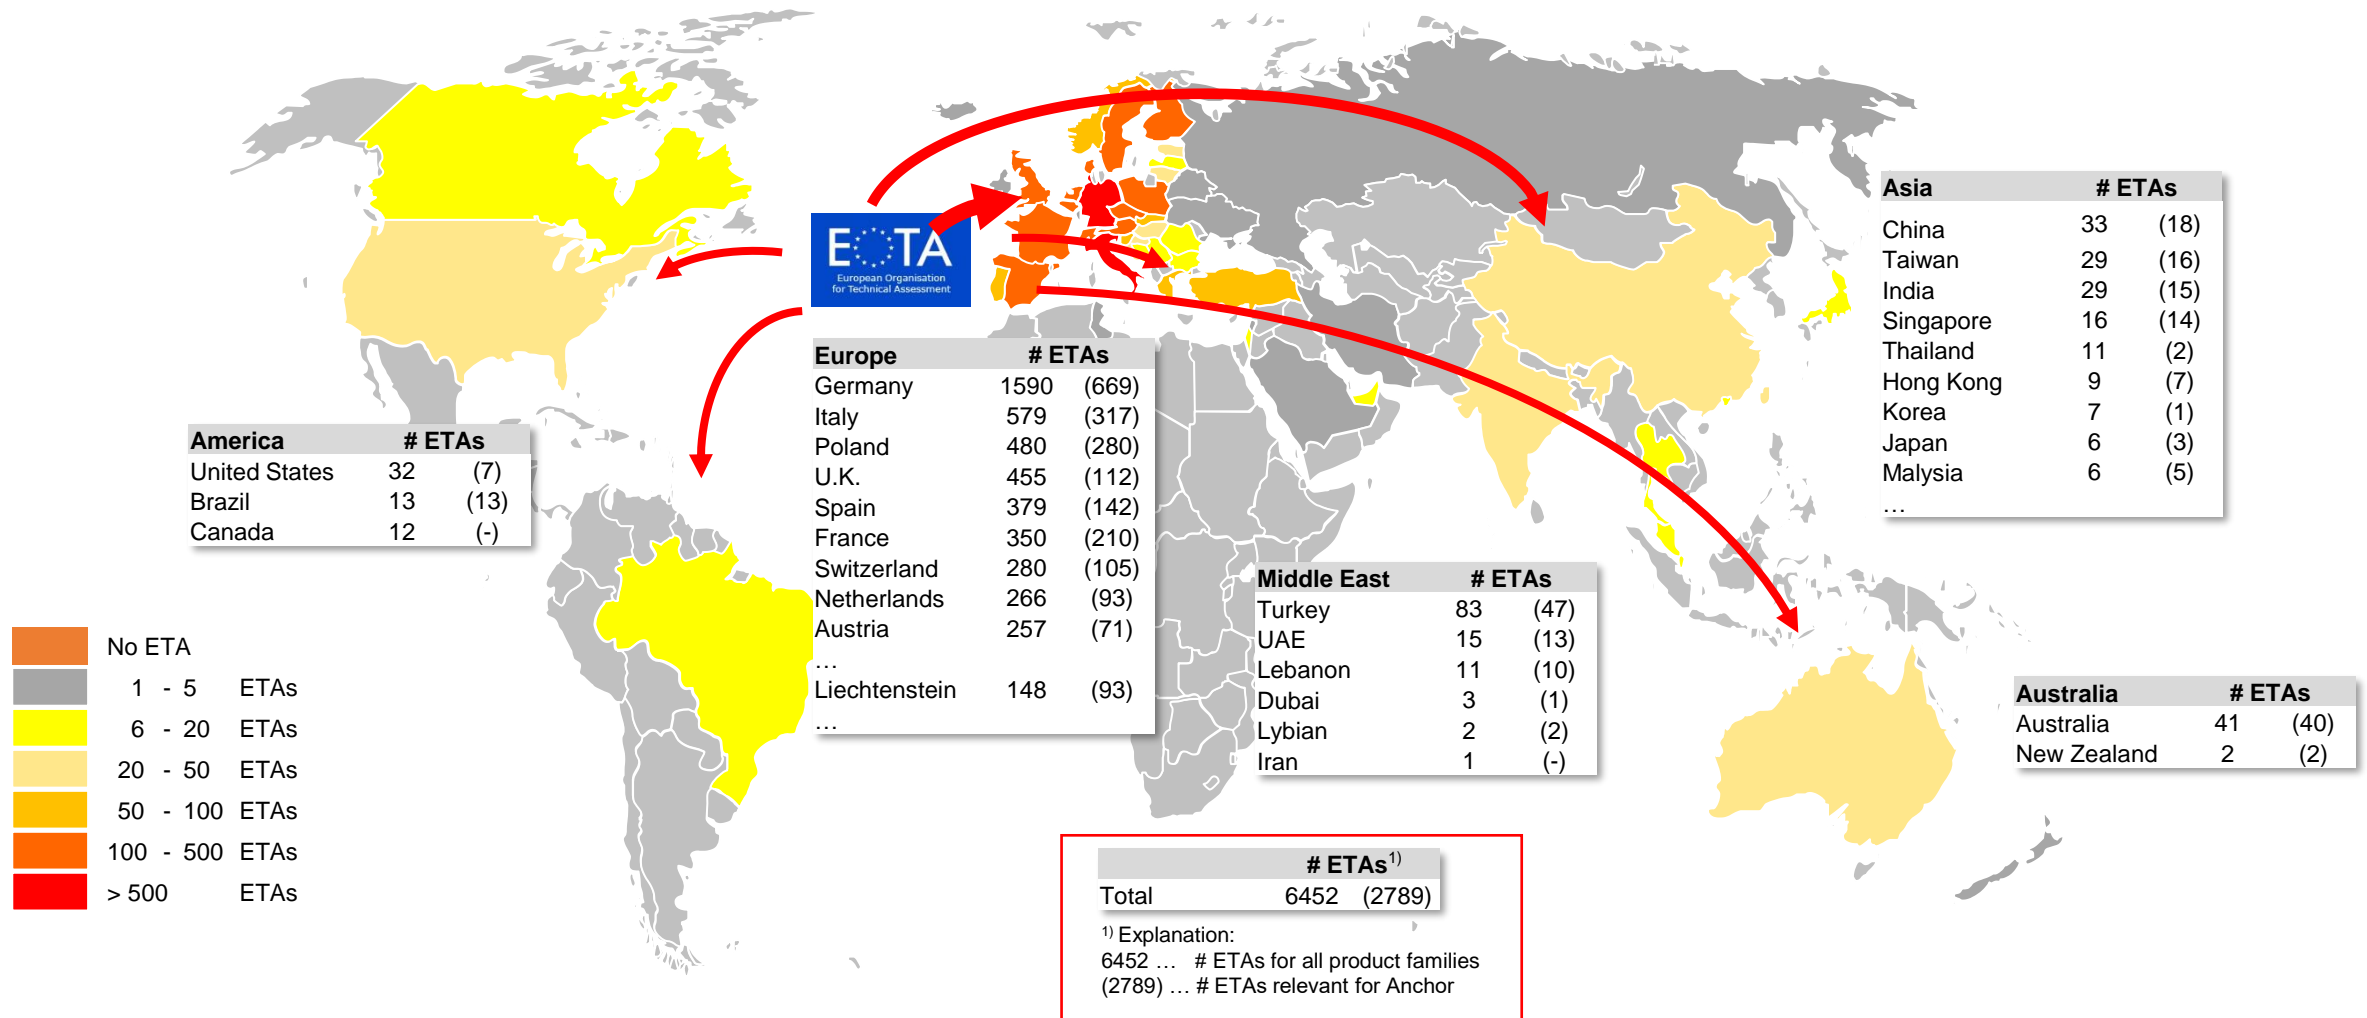 EOTA
European Organisation
for Technical Assessment
Asia # ETAs
China 33 (18)
Taiwan 29 (16)
India 29 (15)
Singapore 16 (14)
Thailand 11 (2)
Hong Kong 9 (7)
Korea 7 (1)
Japan 6 (3)
Malysia 6 (5)
…
Europe # ETAs
Germany 1590 (669)
Italy 579 (317)
Poland 480 (280)
U.K. 455 (112)
Spain 379 (142)
France 350 (210)
Switzerland 280 (105)
Netherlands 266 (93)
Austria 257 (71)
…
Liechtenstein 148 (93)
…
America # ETAs
United States 32 (7)
Brazil 13 (13)
Canada 12 (-)
Middle East # ETAs
Turkey 83 (47)
UAE 15 (13)
Lebanon 11 (10)
Dubai 3 (1)
Lybian 2 (2)
Iran 1 (-)
Australia # ETAs
Australia 41 (40)
New Zealand 2 (2)
No ETA
1 - 5 ETAs
6 - 20 ETAs
20 - 50 ETAs
50 - 100 ETAs
100 - 500 ETAs
> 500 ETAs
# ETAs1)
Total 6452 (2789)
1) Explanation:
6452 … # ETAs for all product families
(2789) … # ETAs relevant for Anchor